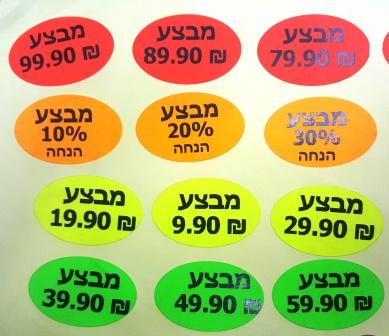 מבצע
99.90 ₪
מבצע
89.90 ₪
מבצע
79.90 ₪
מבצע
10%
הנחה
מבצע
20%
הנחה
מבצע
30%
הנחה
מבצע
19.90 ₪
מבצע
9.90 ₪
מבצע
29.90 ₪
מבצע
39.90 ₪
מבצע
49.90 ₪
מבצע
59.90 ₪